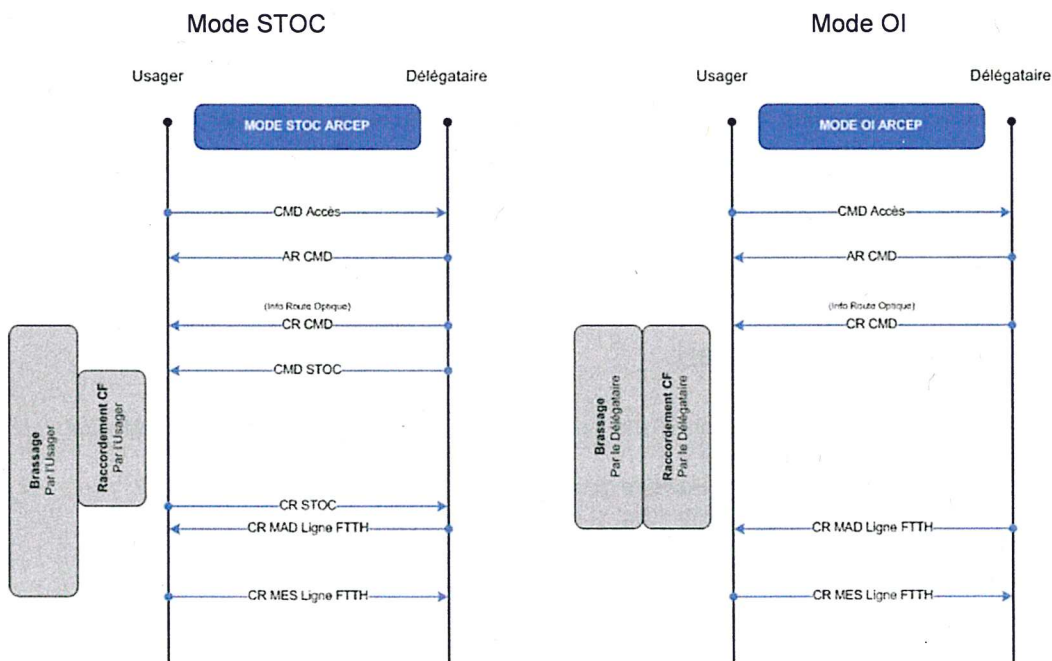 Mode STOC
Usager
Délégataire
MODE STOC ARCEP
CMD Accès
AR CMD
(Info Route Optique)
CR CMD
CMD STOC
Brassage
Par l'Usager
Raccordement CF
Par l'Usager
CR STOC
CR MAD Ligne FTTH
CR MES Ligne FTTH
Mode OI
Usager
Délégataire
MODE OI ARCEP
CMD Accès
AR CMD
(Info Route Optique)
CR CMD
Brassage
Par le Délégataire
Raccordement CF
Par le Délégataire
CR MAD Ligne FTTH
CR MES Ligne FTTH